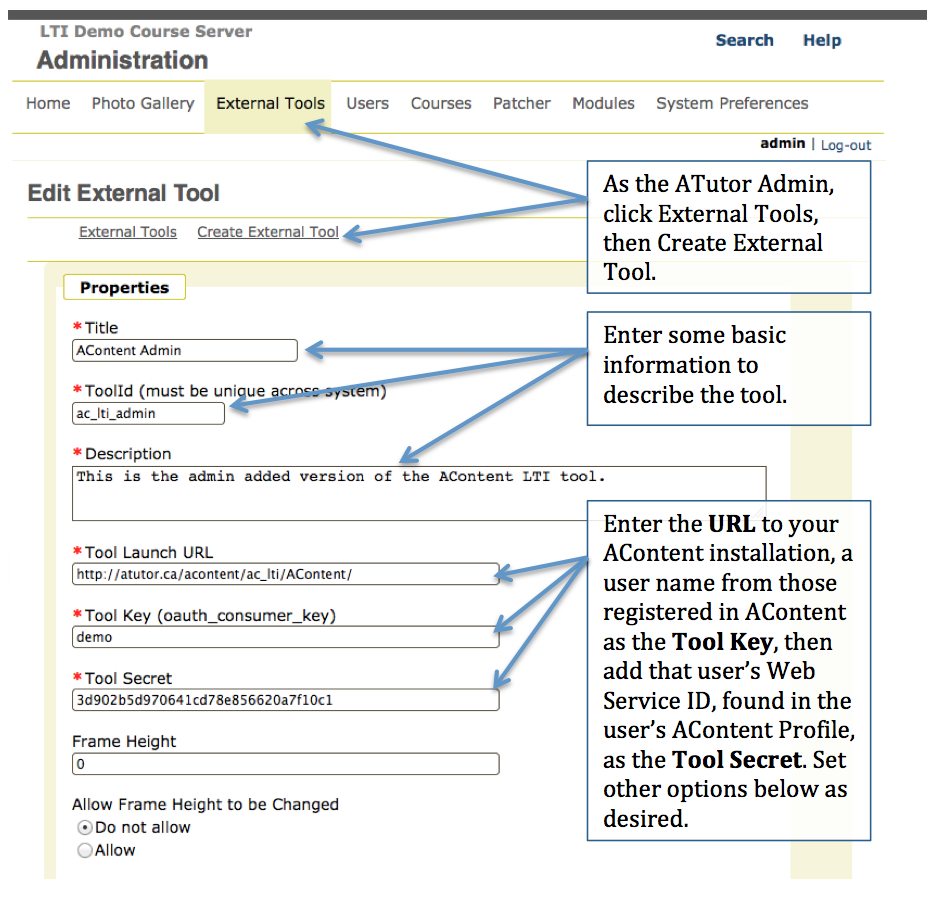 LTI Demo Course Server
Administration
Search Help
Home Photo Gallery External Tools Users Courses Patcher Modules System Preferences
admin | Log-out
Edit External Tool
External Tools Create External Tool
As the ATutor Admin,
click External Tools,
then Create External
Tool.
Properties
*Title
AContent Admin
*ToolId (must be unique across system)
ac_lti_admin
Enter some basic
information to
describe the tool.
*Description
This is the admin added version of the AContent LTI tool.
*Tool Launch URL
http://atutor.ca/acontent/ac_lti/AContent/
*Tool Key (oauth_consumer_key)
demo
*Tool Secret
3d902b5d970641cd78e856620a7f10c1
Enter the URL to your
AContent installation, a
user name from those
registered in AContent
as the Tool Key, then
add that user’s Web
Service ID, found in the
user’s AContent Profile,
as the Tool Secret. Set
other options below as
desired.
Frame Height
0
Allow Frame Height to be Changed
Do not allow
Allow